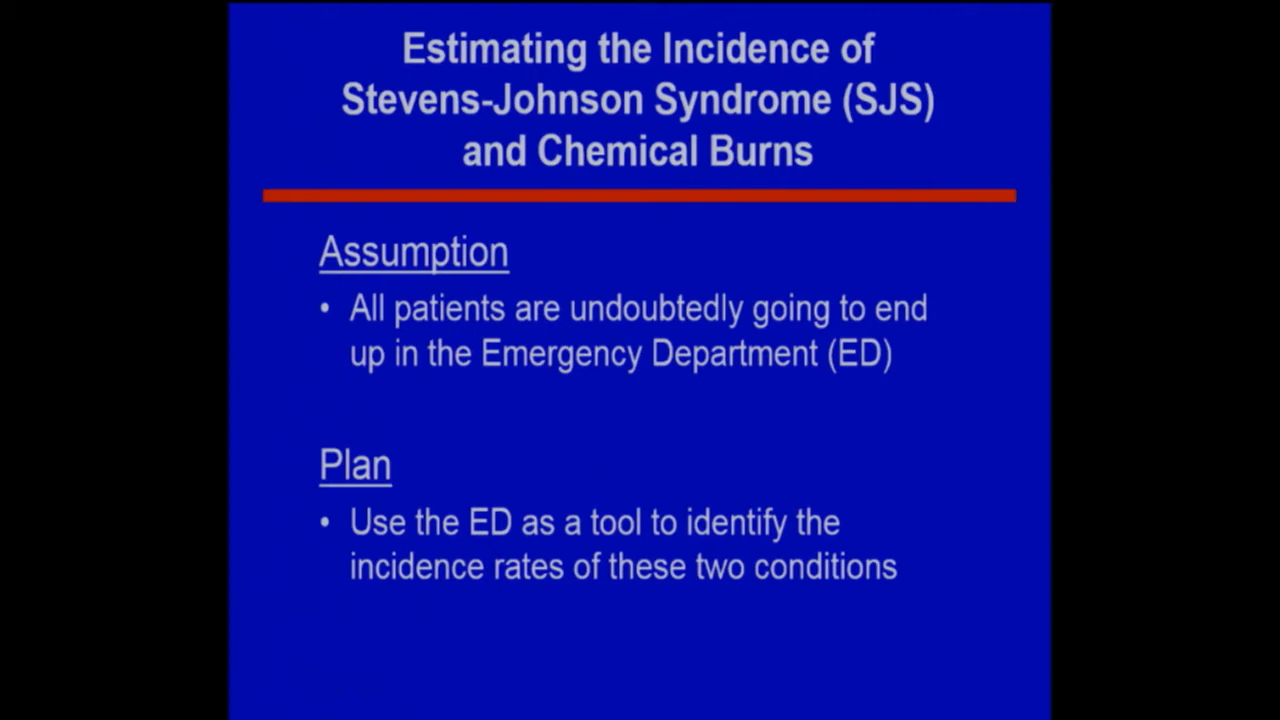 Estimating the Incidence of
Stevens-Johnson Syndrome (SJS)
and Chemical Burns
Assumption
• All patients are undoubtedly going to end
up in the Emergency Department (ED)
Plan
• Use the ED as a tool to identify the
incidence rates of these two conditions